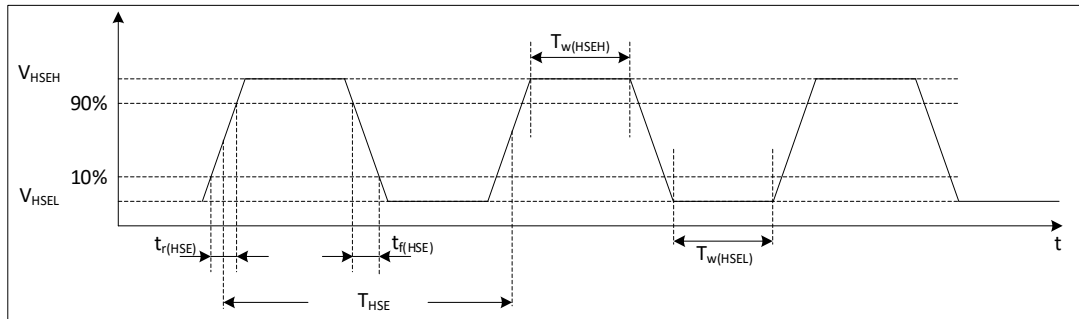 T_w(HSEH)
V_HSEH
90%
10%
V_HSEL
t_r(HSE)
t_f(HSE)
T_w(HSEL)
t
T_HSE